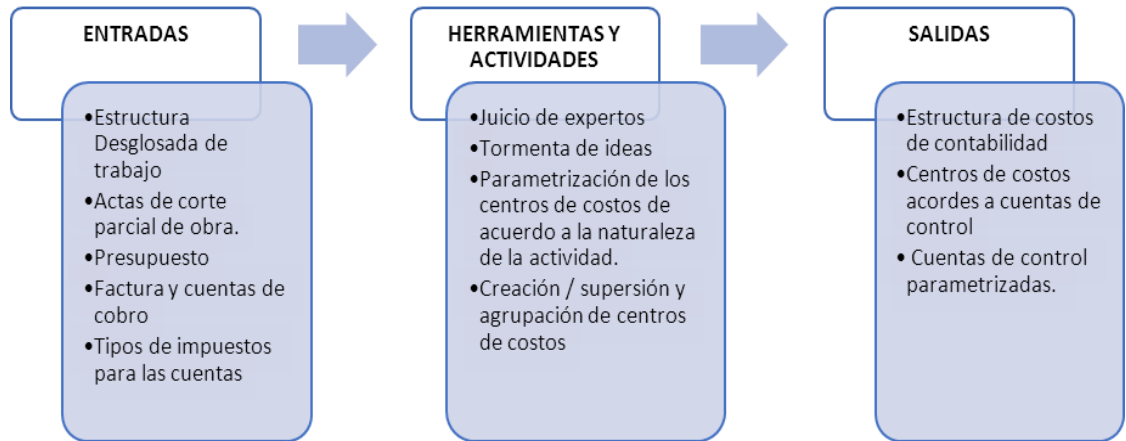 ENTRADAS
•Estructura
Desglosada de
trabajo
•Actas de corte
parcial de obra.
•Presupuesto
•Factura y cuentas de
cobro
•Tipos de impuestos
para las cuentas
HERRAMIENTAS Y
ACTIVIDADES
•Juicio de expertos
•Tormenta de ideas
•Parametrización de los
centros de costos de
acuerdo a la naturaleza
de la actividad.
•Creación / supersión y
agrupación de centros
de costos
SALIDAS
•Estructura de costos
de contabilidad
•Centros de costos
acordes a cuentas de
control
• Cuentas de control
parametrizadas.